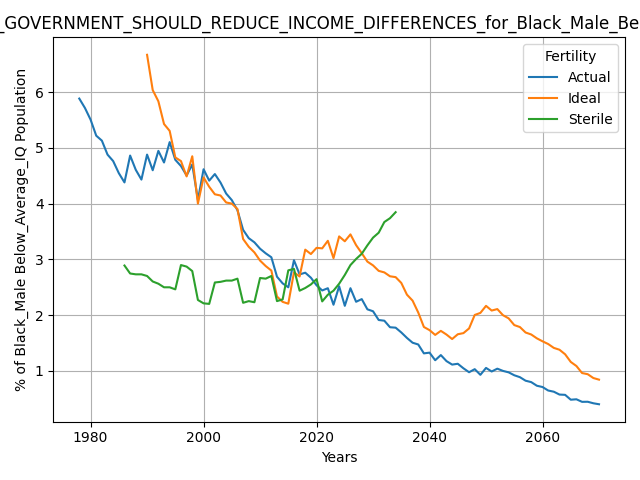 _GOVERNMENT_SHOULD_REDUCE_INCOME_DIFFERENCES_for_Black_Male_Be
Fertility
Actual
Ideal
Sterile
% of Black_Male Below_Average_IQ Population
6
5
4
3
2
1
1980 2000 2020 2040 2060
Years